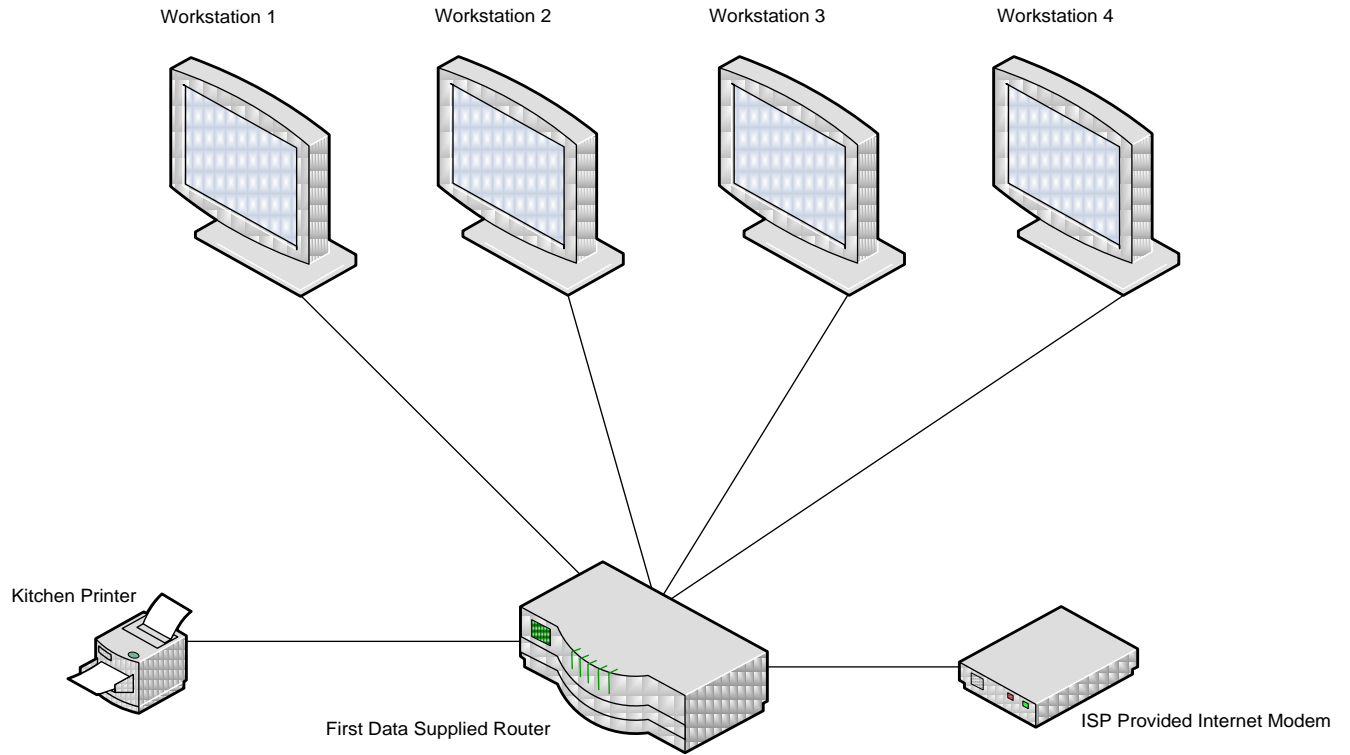 Workstation 1
Workstation 2
Workstation 3
Workstation 4
Kitchen Printer
First Data Supplied Router
ISP Provided Internet Modem